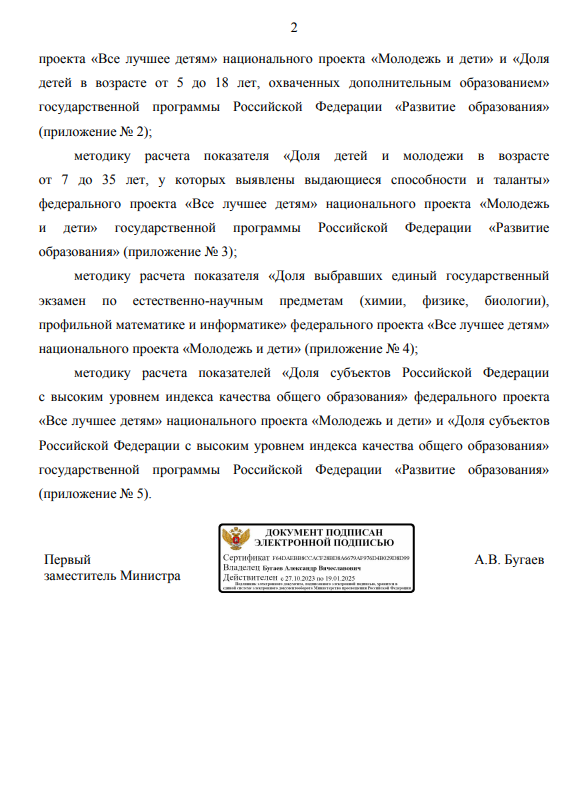 2
проекта «Все лучшее детям» национального проекта «Молодежь и дети» и «Доля
детей в возрасте от 5 до 18 лет, охваченных дополнительным образованием»
государственной программы Российской Федерации «Развитие образования»
(приложение № 2);
методику расчета показателя «Доля детей и молодежи в возрасте
от 7 до 35 лет, у которых выявлены выдающиеся способности и таланты»
федерального проекта «Все лучшее детям» национального проекта «Молодежь
и дети» государственной программы Российской Федерации «Развитие
образования» (приложение № 3);
методику расчета показателя «Доля выбравших единый государственный
экзамен по естественно-научным предметам (химии, физике, биологии),
профильной математике и информатике» федерального проекта «Все лучшее детям»
национального проекта «Молодежь и дети» (приложение № 4);
методику расчета показателей «Доля субъектов Российской Федерации
с высоким уровнем индекса качества общего образования» федерального проекта
«Все лучшее детям» национального проекта «Молодежь и дети» и «Доля субъектов
Российской Федерации с высоким уровнем индекса качества общего образования»
государственной программы Российской Федерации «Развитие образования»
(приложение № 5).
Первый
заместитель Министра
ДОКУМЕНТ ПОДПИСАН
ЭЛЕКТРОННОЙ ПОДПИСЬЮ
Сертификат
Владелец Бугаев Александр Вячеславович
Действителен с 27.10.2023 по 19.01.2025
А.В. Бугаев